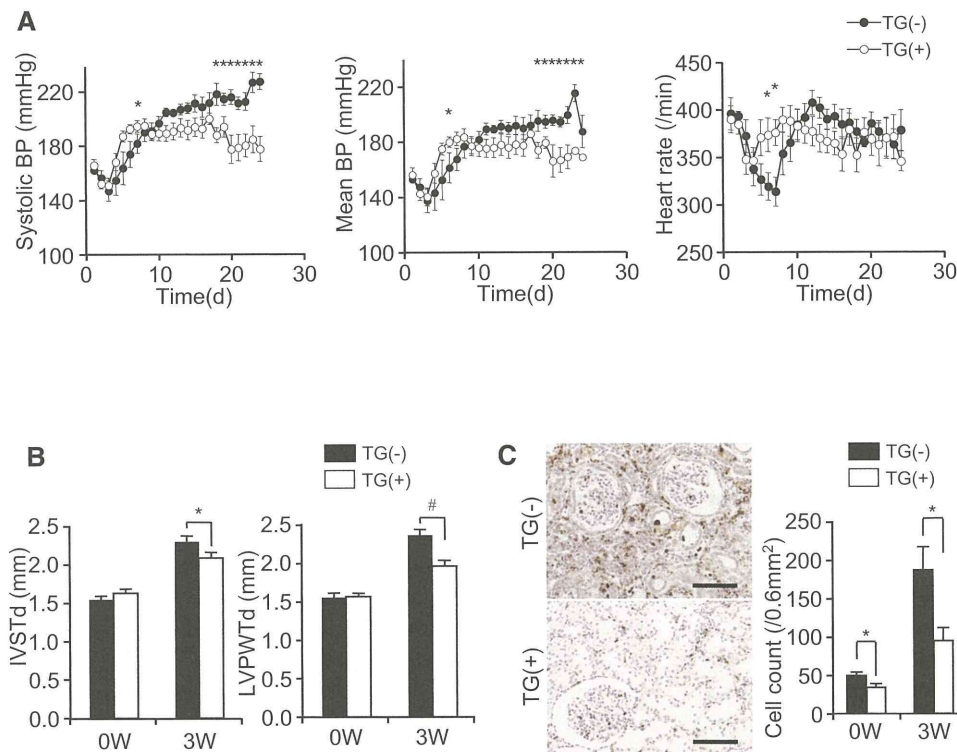 A
TG(-)
TG(+)
Systolic BP (mmHg)
220
180
140
100
*
*******
0 10 20 30
Time(d)
Mean BP (mmHg)
220
180
140
100
*
*******
0 10 20 30
Time(d)
Heart rate (/min)
450
400
350
300
250
* *
0 10 20 30
Time(d)
B
TG(-)
TG(+)
IVSTd (mm)
2.5
2.0
1.5
1.0
0.5
0.0
*
0W 3W
LVPWTd (mm)
2.5
2.0
1.5
1.0
0.5
0.0
#
0W 3W
C
TG(-)
TG(+)
TG(-)
TG(+)
Cell count (/0.6mm²)
250
200
150
100
50
0
*
*
0W 3W